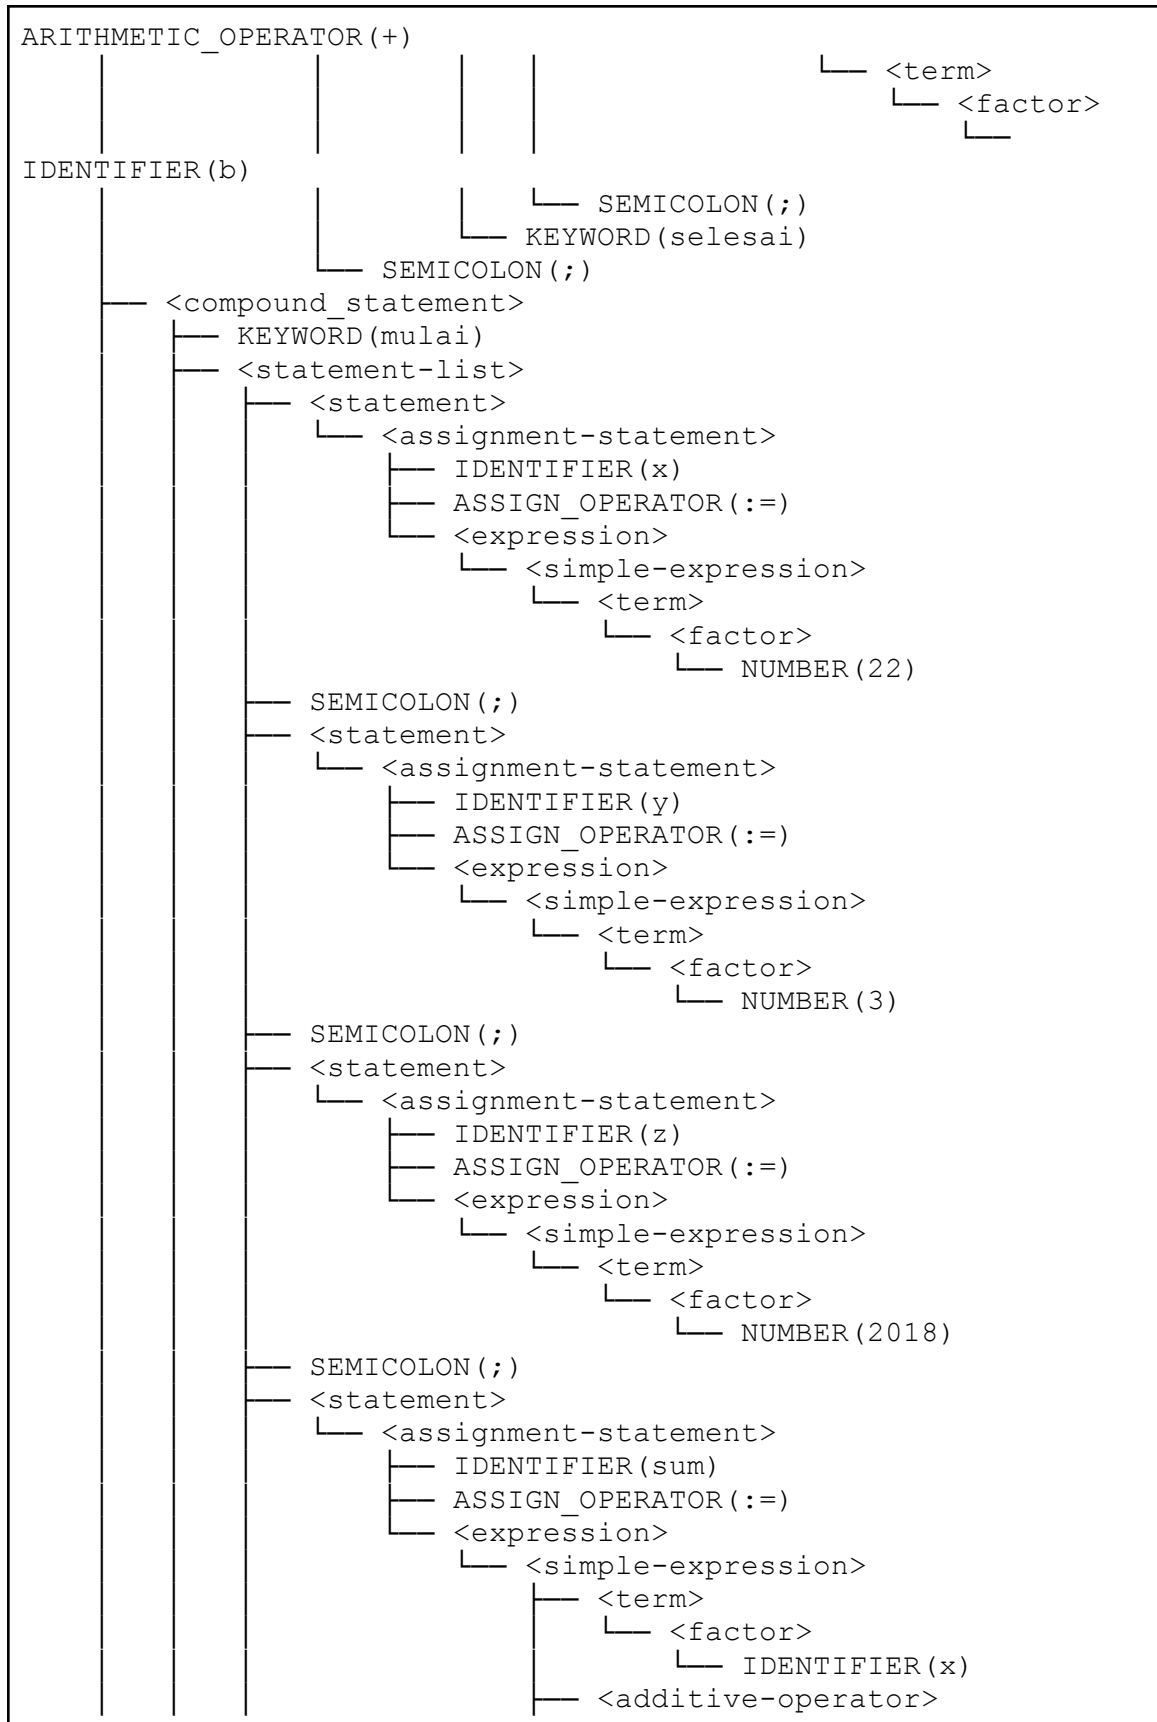 ARITHMETIC_OPERATOR(+)
│ │ │ │ └── <term>
│ │ │ │ └── <factor>
│ │ │ │ └──
IDENTIFIER(b)
│ │ │ └── SEMICOLON(;)
│ │ └── KEYWORD(selesai)
│ └── SEMICOLON(;)
├── <compound_statement>
│ ├── KEYWORD(mulai)
│ ├── <statement-list>
│ │ ├── <statement>
│ │ │ └── <assignment-statement>
│ │ │ ├── IDENTIFIER(x)
│ │ │ ├── ASSIGN_OPERATOR(:=)
│ │ │ └── <expression>
│ │ │ └── <simple-expression>
│ │ │ └── <term>
│ │ │ └── <factor>
│ │ │ └── NUMBER(22)
│ │ ├── SEMICOLON(;)
│ │ ├── <statement>
│ │ │ └── <assignment-statement>
│ │ │ ├── IDENTIFIER(y)
│ │ │ ├── ASSIGN_OPERATOR(:=)
│ │ │ └── <expression>
│ │ │ └── <simple-expression>
│ │ │ └── <term>
│ │ │ └── <factor>
│ │ │ └── NUMBER(3)
│ │ ├── SEMICOLON(;)
│ │ ├── <statement>
│ │ │ └── <assignment-statement>
│ │ │ ├── IDENTIFIER(z)
│ │ │ ├── ASSIGN_OPERATOR(:=)
│ │ │ └── <expression>
│ │ │ └── <simple-expression>
│ │ │ └── <term>
│ │ │ └── <factor>
│ │ │ └── NUMBER(2018)
│ │ ├── SEMICOLON(;)
│ │ ├── <statement>
│ │ │ └── <assignment-statement>
│ │ │ ├── IDENTIFIER(sum)
│ │ │ ├── ASSIGN_OPERATOR(:=)
│ │ │ └── <expression>
│ │ │ └── <simple-expression>
│ │ │ ├── <term>
│ │ │ │ └── <factor>
│ │ │ │ └── IDENTIFIER(x)
│ │ │ ├── <additive-operator>